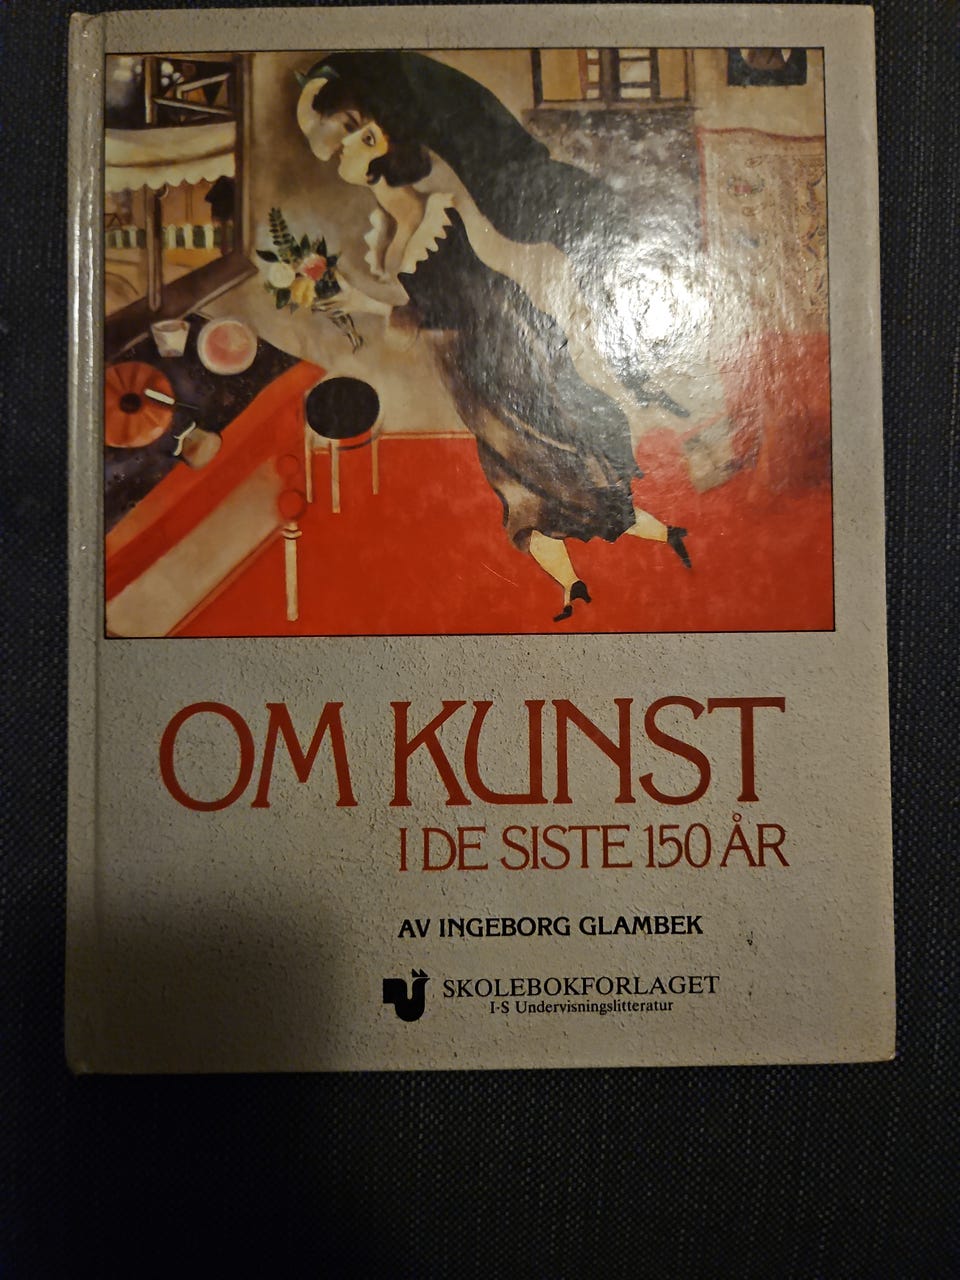 OM KUNST
I DE SISTE 150 ÅR
AV INGEBORG GLAMBEK
SKOLEBOKFORLAGET
I·S Undervisningslitteratur